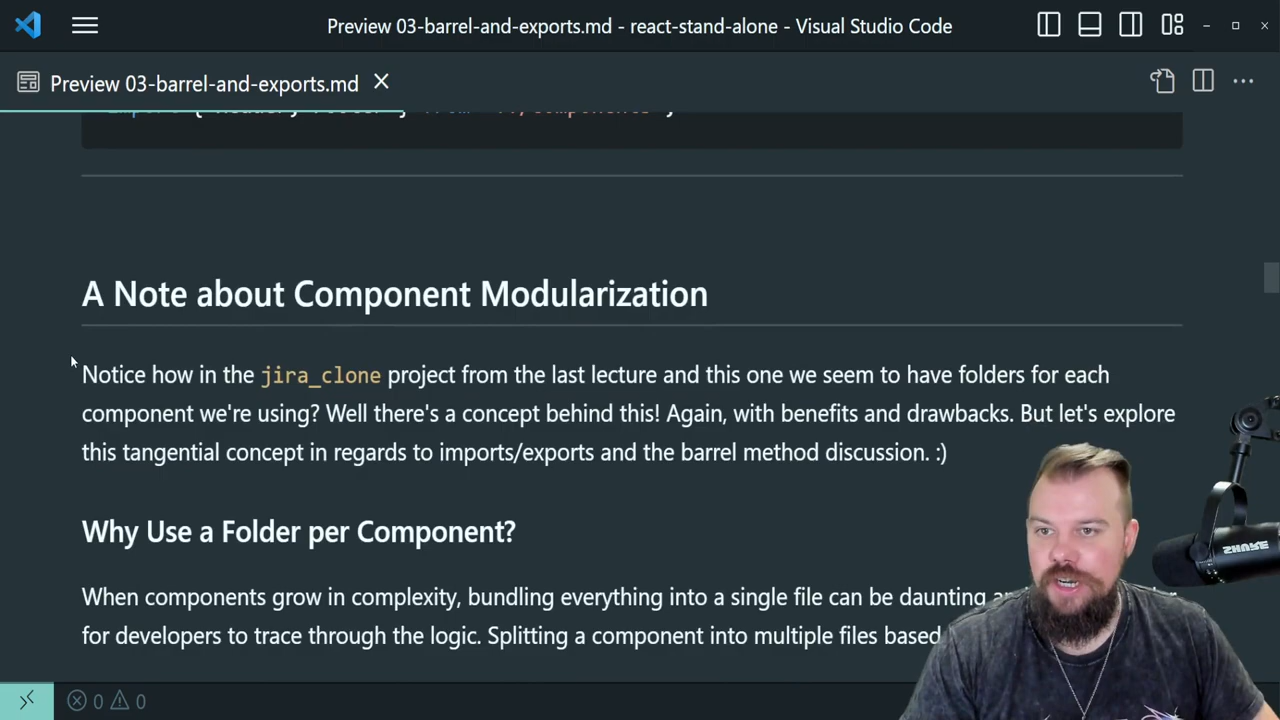 Preview 03-barrel-and-exports.md - react-stand-alone - Visual Studio Code
Preview 03-barrel-and-exports.md
A Note about Component Modularization
Notice how in the jira_clone project from the last lecture and this one we seem to have folders for each
component we're using? Well there's a concept behind this! Again, with benefits and drawbacks. But let's explore
this tangential concept in regards to imports/exports and the barrel method discussion. :)
Why Use a Folder per Component?
When components grow in complexity, bundling everything into a single file can be daunting
for developers to trace through the logic. Splitting a component into multiple files based
SHURE
0 0